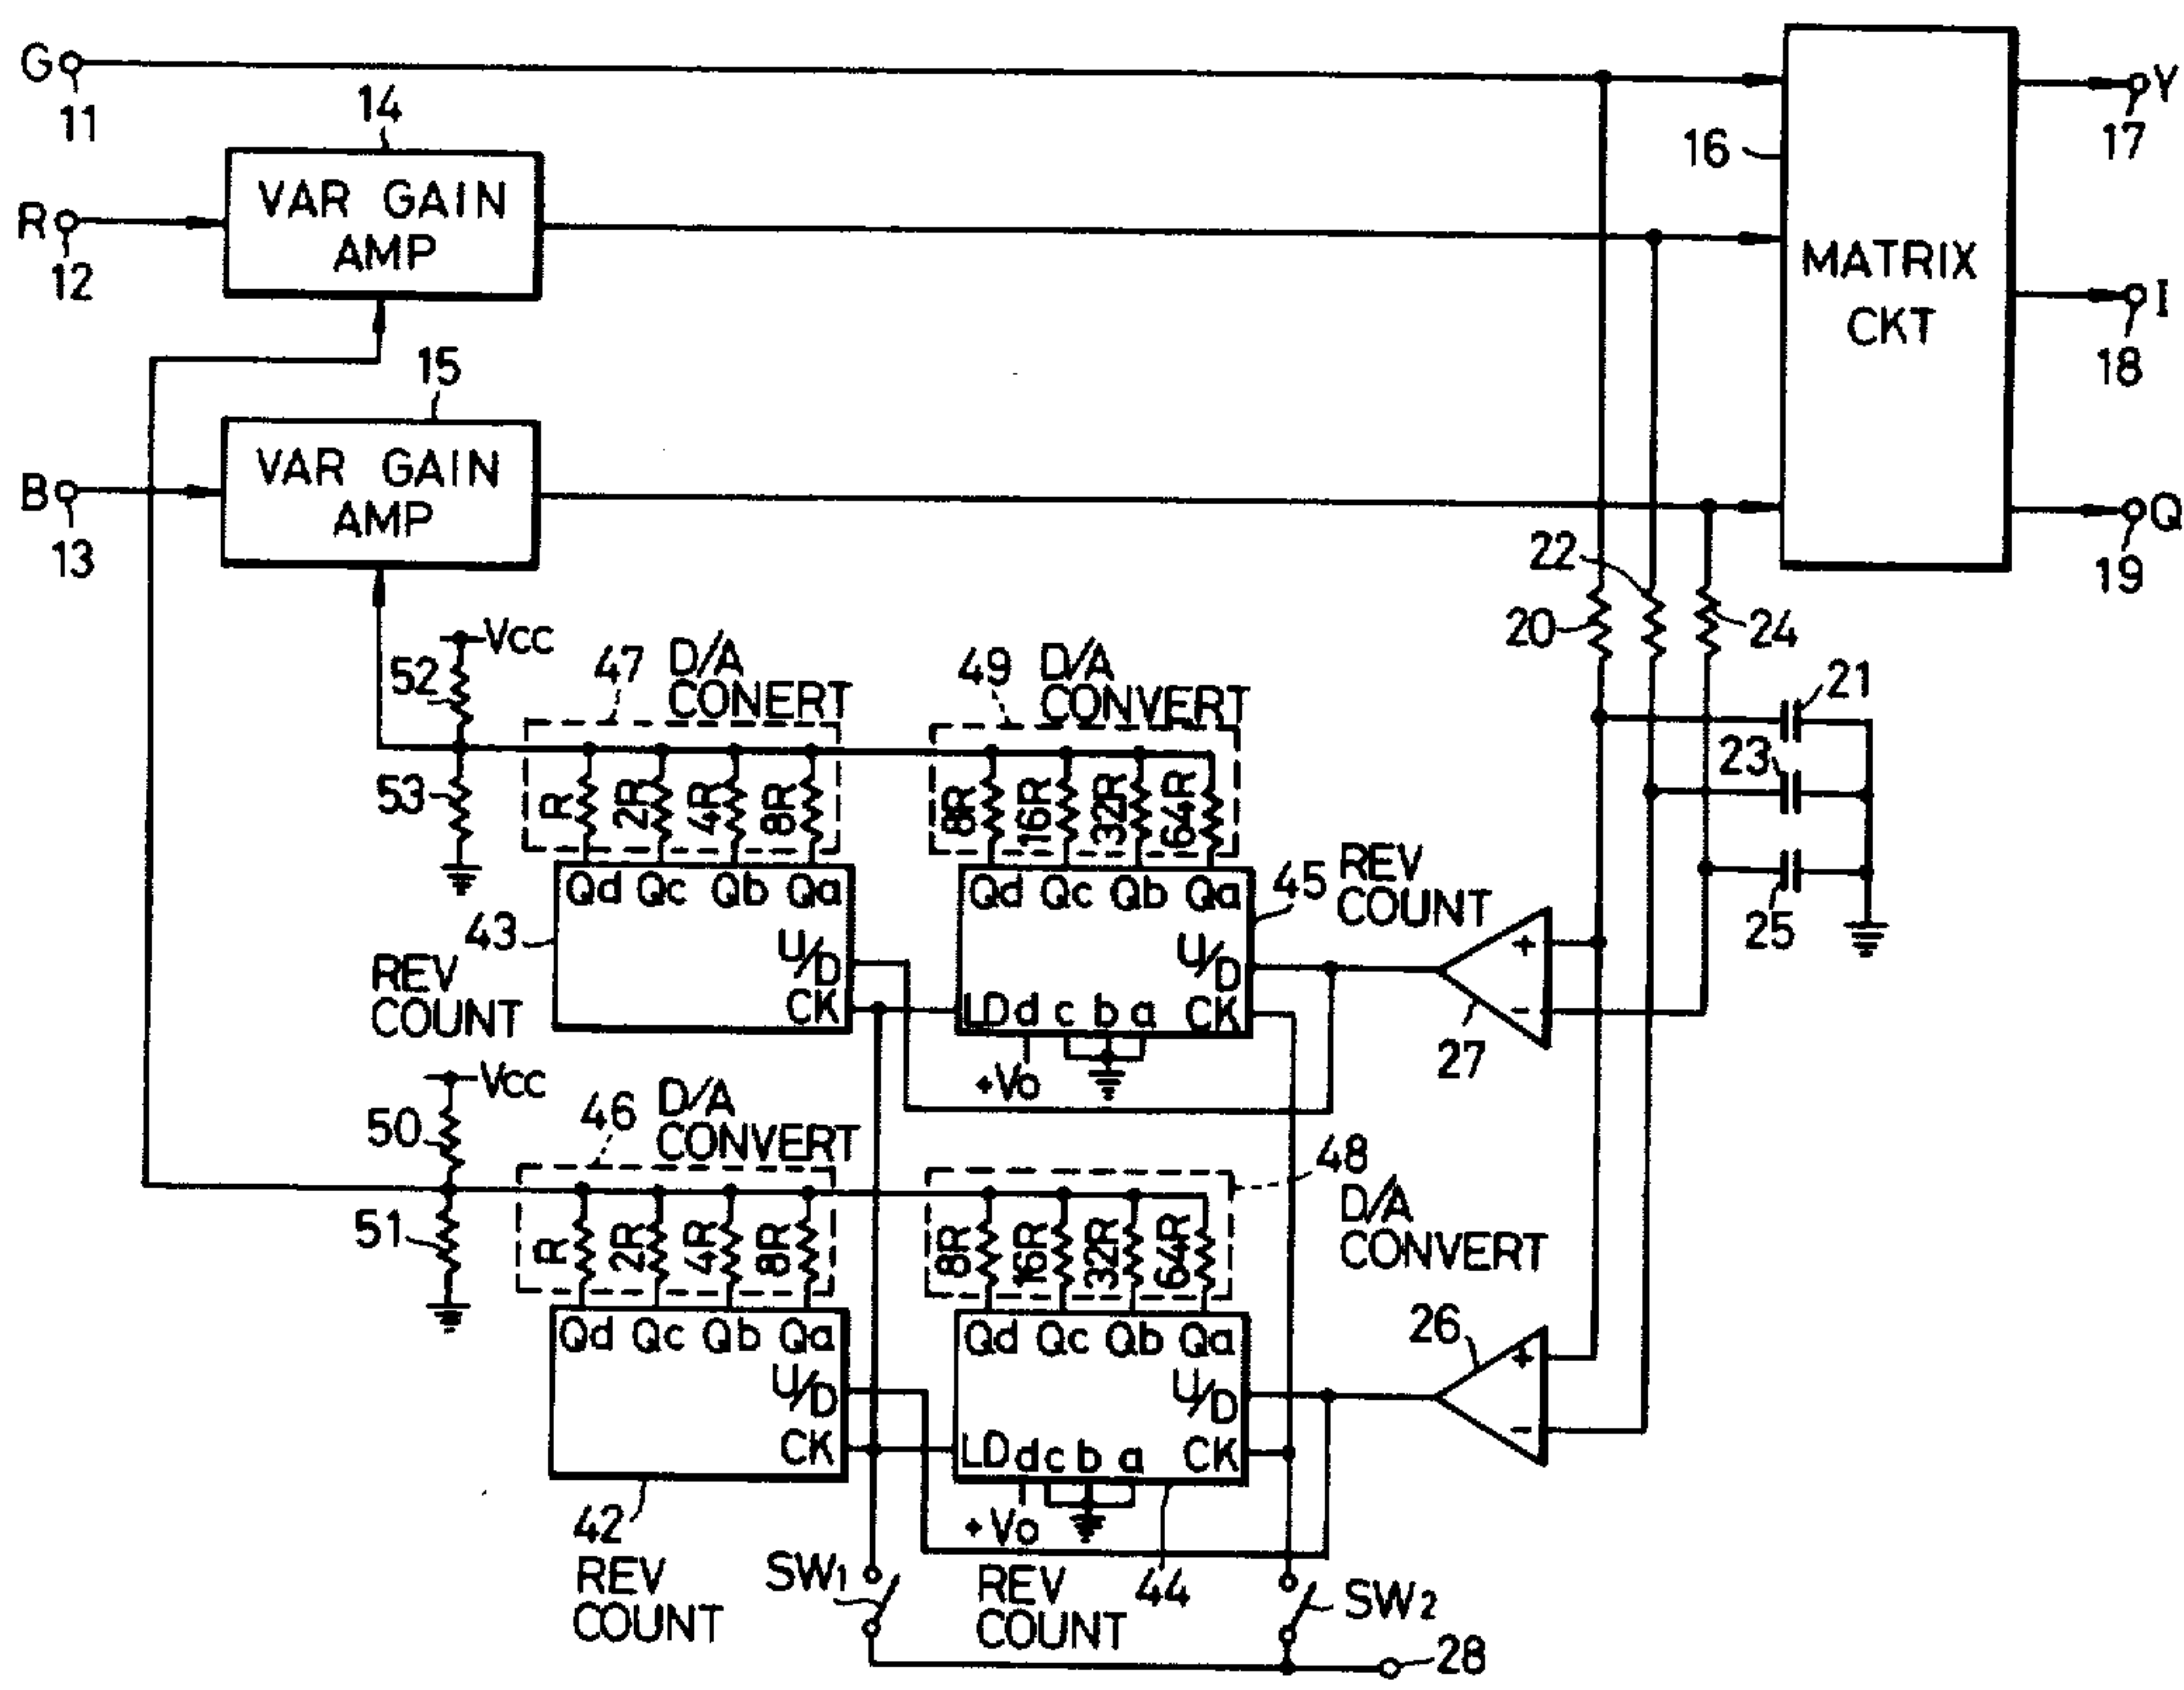 G
11
14
VAR GAIN
AMP
R
12
15
VAR GAIN
AMP
B
13
16
MATRIX
CKT
Y
17
I
18
Q
19
22
20
24
21
23
25
Vcc
52
53
47
D/A
CONERT
49
D/A
CONVERT
R
2R
4R
8R
8R
16R
32R
64R
Qd Qc Qb Qa
U/D
CK
43
REV
COUNT
Qd Qc Qb Qa
U/D
LD d c b a CK
+Vo
45
REV
COUNT
+
-
27
Vcc
50
51
46
D/A
CONVERT
48
D/A
CONVERT
R
2R
4R
8R
8R
16R
32R
64R
Qd Qc Qb Qa
U/D
CK
42
REV
COUNT
Qd Qc Qb Qa
U/D
LD d c b a CK
+Vo
44
REV
COUNT
26
+
-
SW1
SW2
28